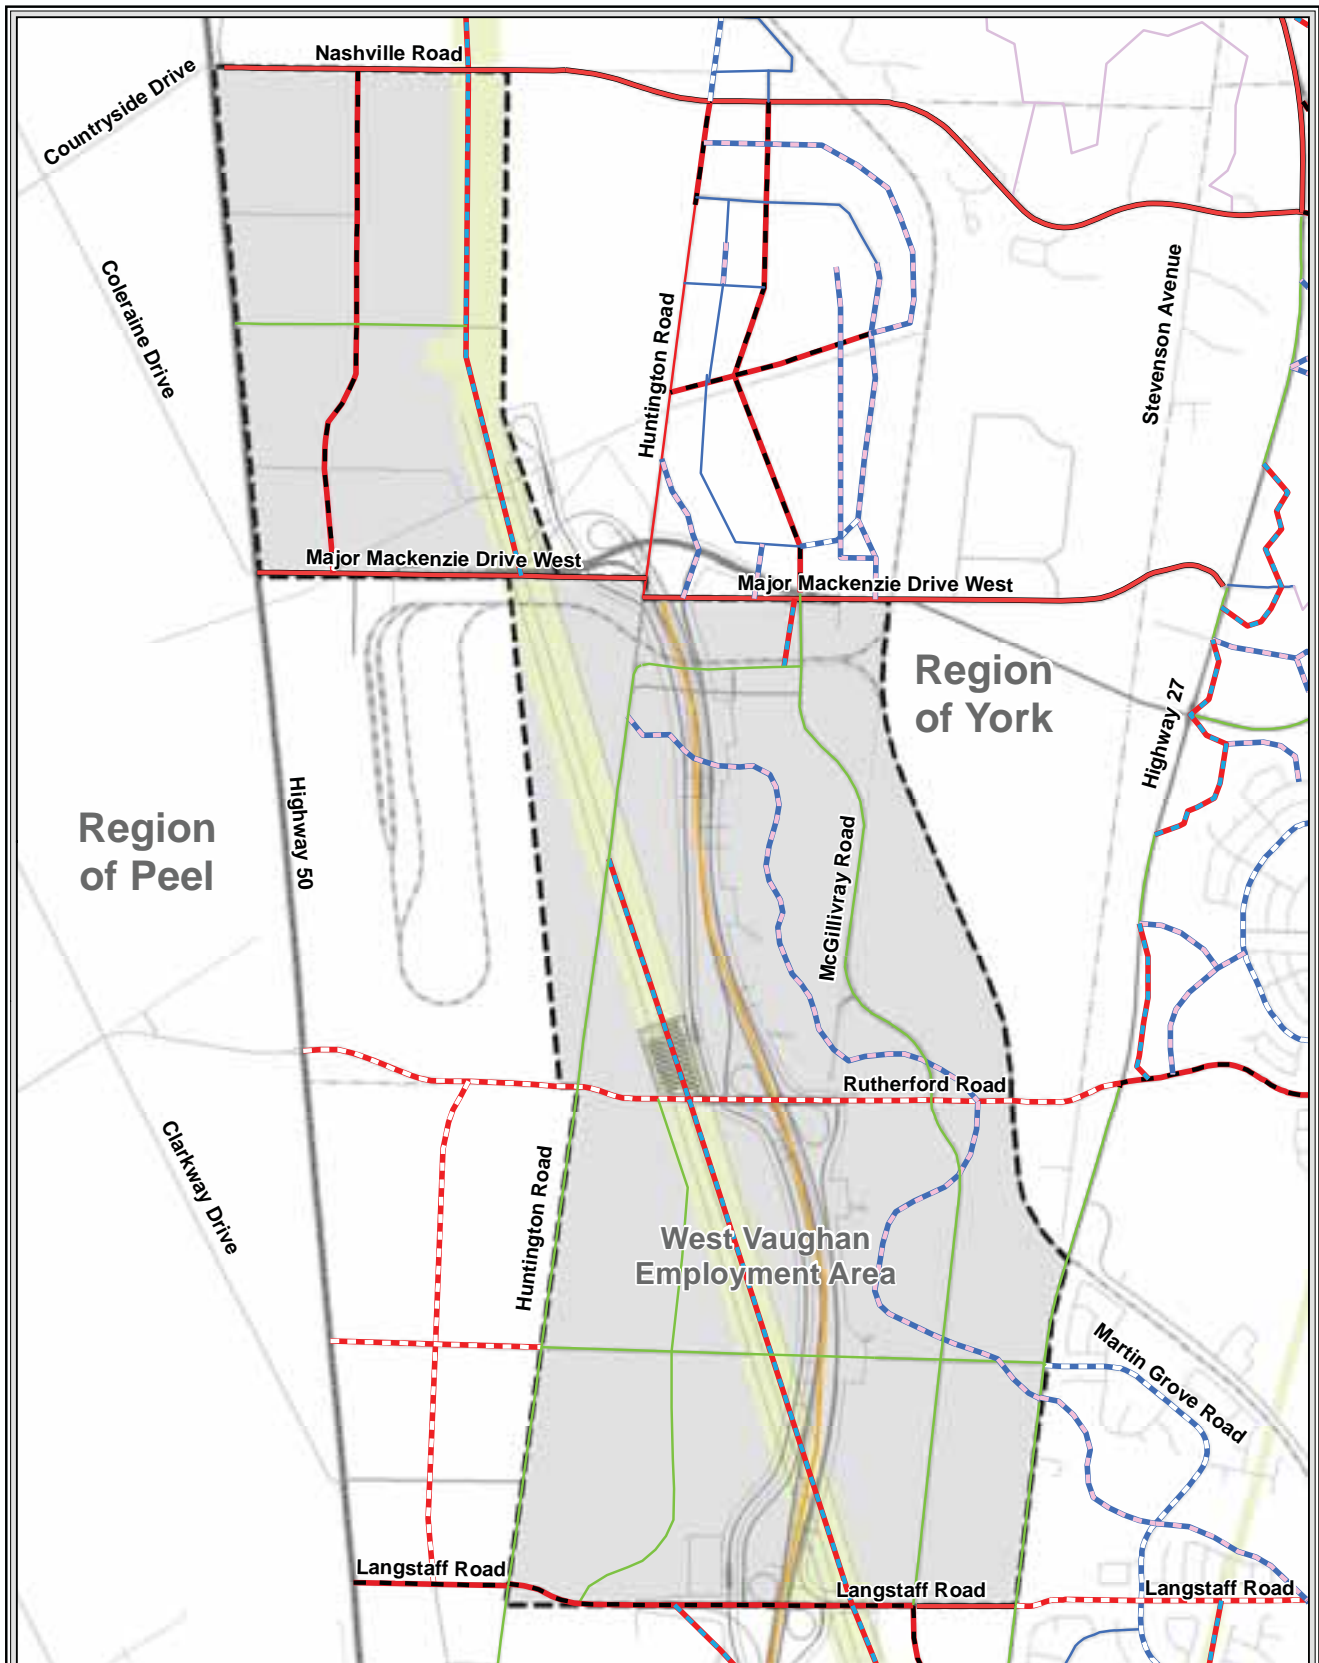 Nashville Road
Countryside Drive
Coleraine Drive
Huntington Road
Stevenson Avenue
Major Mackenzie Drive West
Major Mackenzie Drive West
Region
of York
Highway 27
Highway 50
Region
of Peel
McGillivray Road
Rutherford Road
Clarkway Drive
Huntington Road
West Vaughan
Employment Area
Martin Grove Road
Langstaff Road
Langstaff Road
Langstaff Road